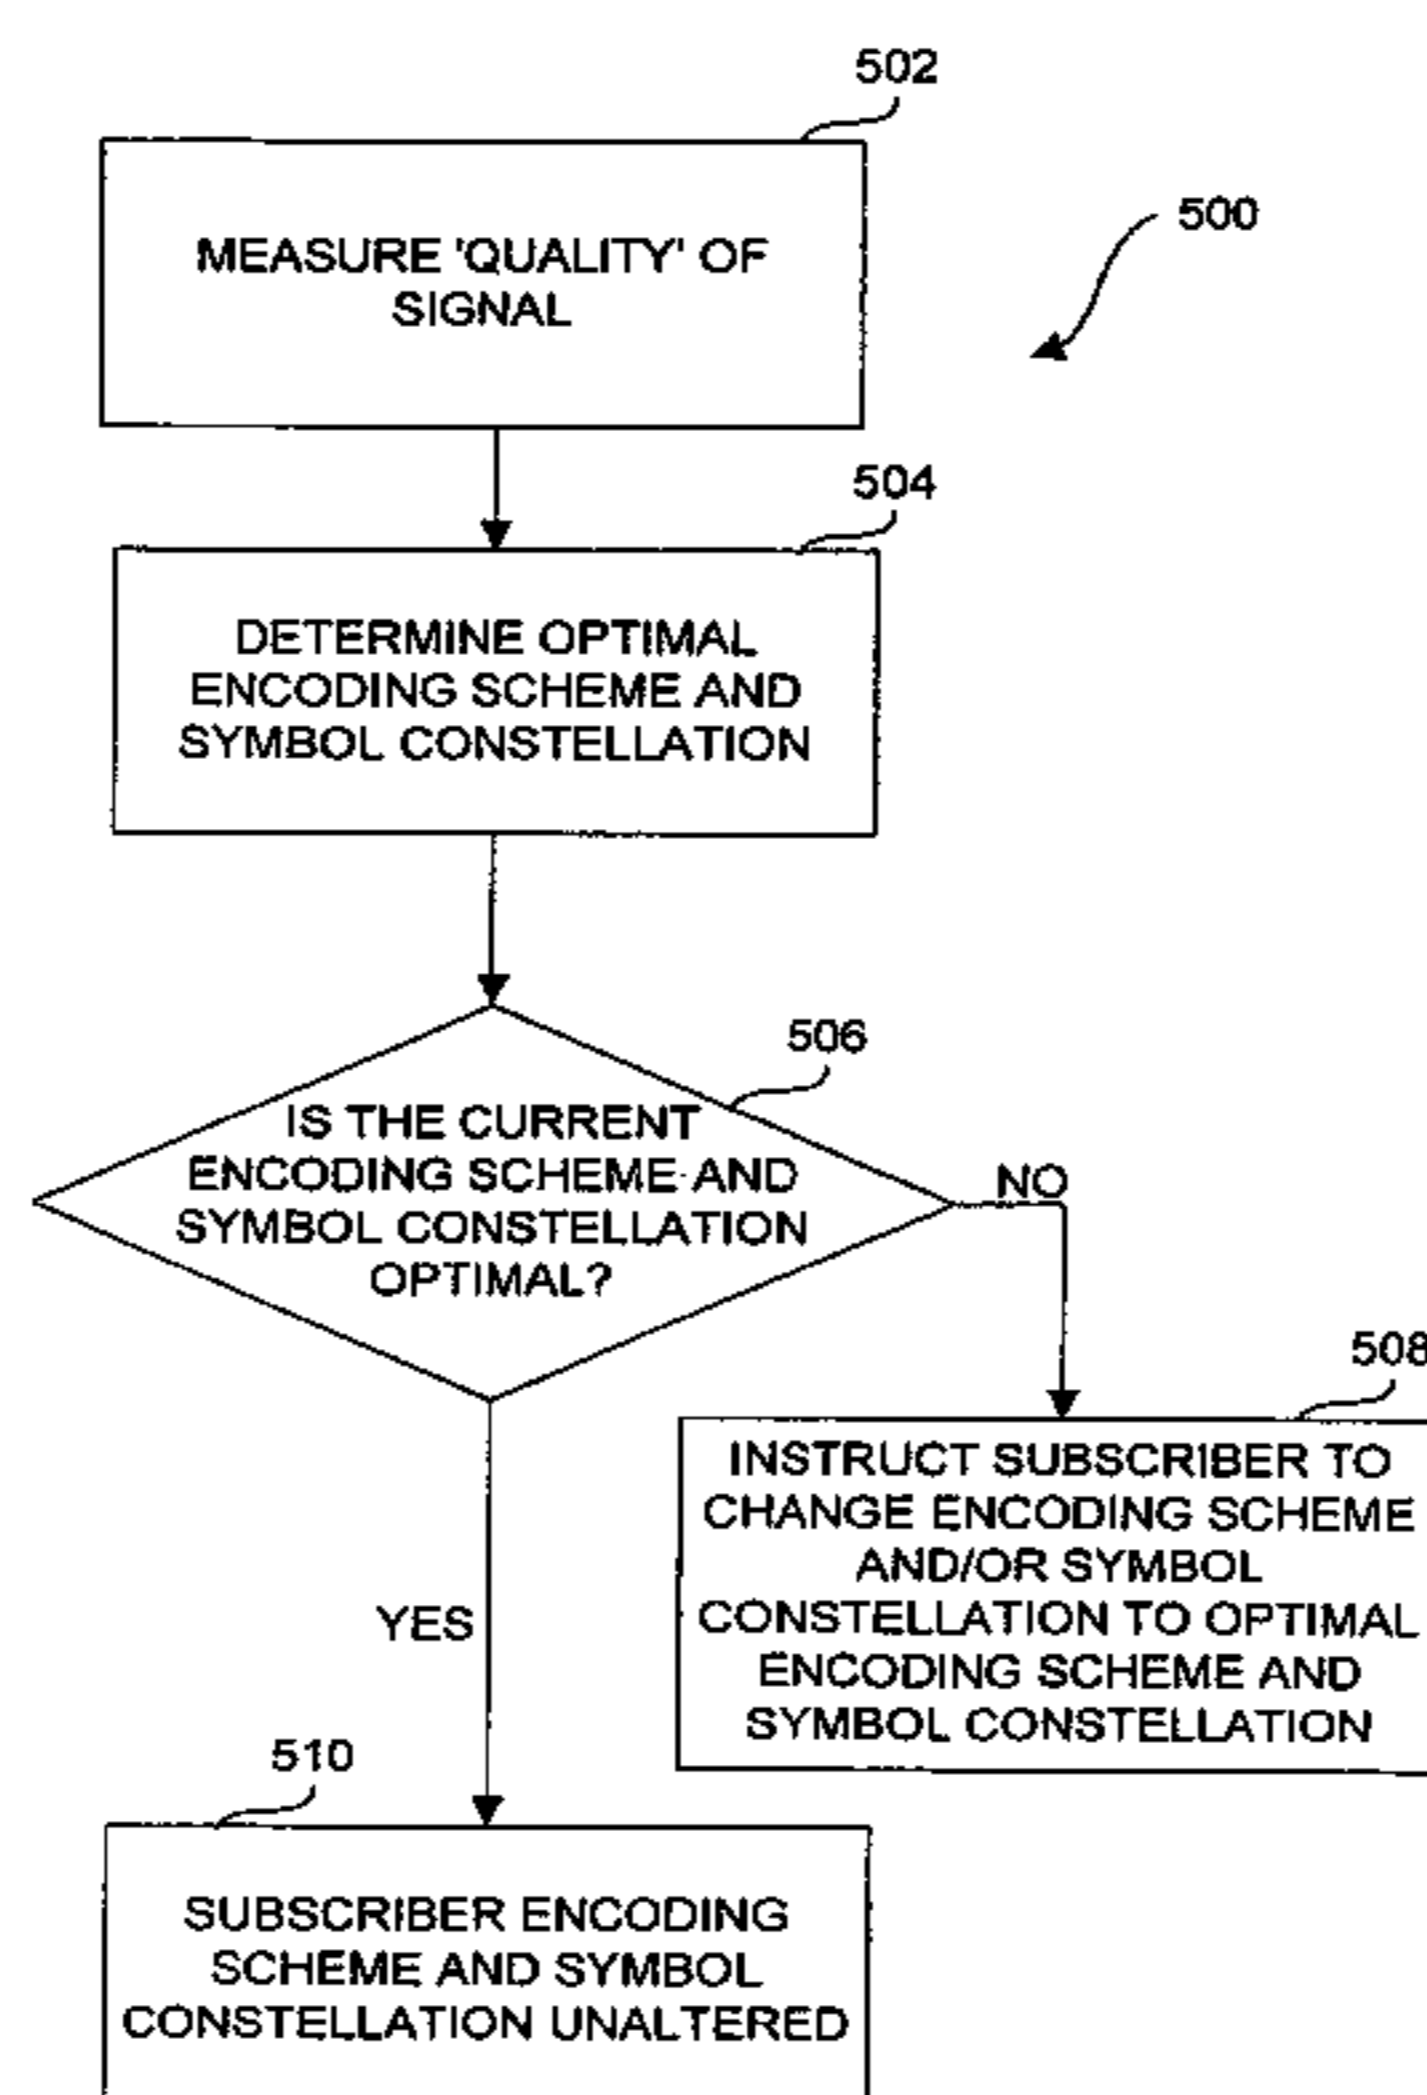 502
500
MEASURE 'QUALITY' OF
SIGNAL
504
DETERMINE OPTIMAL
ENCODING SCHEME AND
SYMBOL CONSTELLATION
506
IS THE CURRENT
ENCODING SCHEME AND
SYMBOL CONSTELLATION
OPTIMAL?
NO
508
INSTRUCT SUBSCRIBER TO
CHANGE ENCODING SCHEME
AND/OR SYMBOL
CONSTELLATION TO OPTIMAL
ENCODING SCHEME AND
SYMBOL CONSTELLATION
YES
510
SUBSCRIBER ENCODING
SCHEME AND SYMBOL
CONSTELLATION UNALTERED